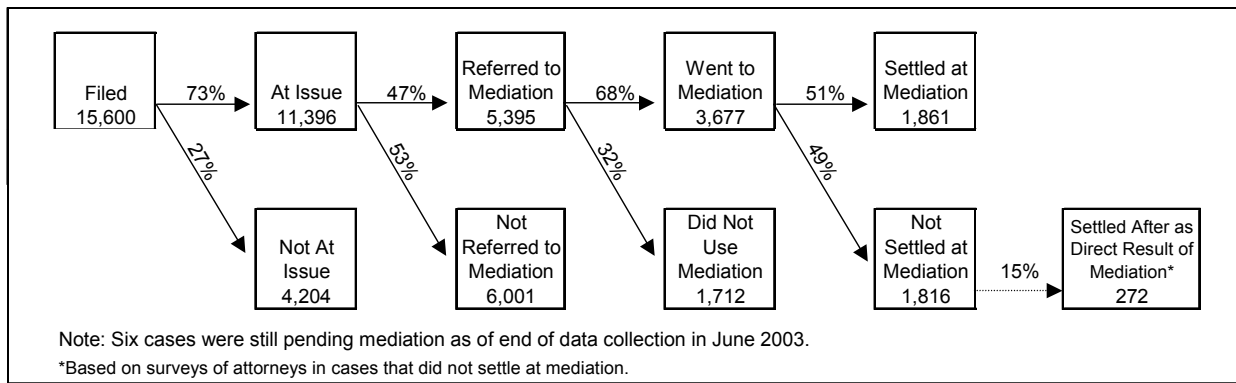 Filed
15,600
73%
At Issue
11,396
47%
Referred to
Mediation
5,395
68%
Went to
Mediation
3,677
51%
Settled at
Mediation
1,861
27%
Not At
Issue
4,204
53%
Not
Referred to
Mediation
6,001
32%
Did Not
Use
Mediation
1,712
49%
Not
Settled at
Mediation
1,816
15%
Settled After as
Direct Result of
Mediation*
272
Note: Six cases were still pending mediation as of end of data collection in June 2003.
*Based on surveys of attorneys in cases that did not settle at mediation.